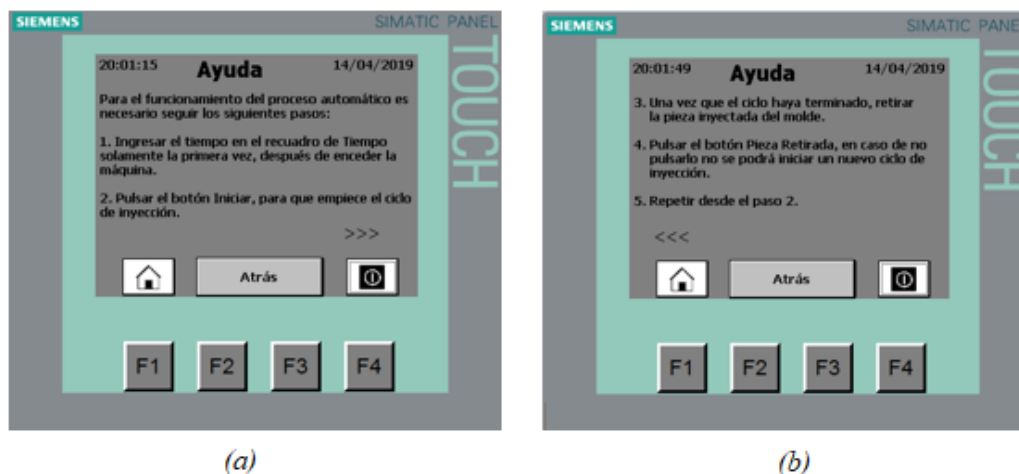 SIEMENS
SIMATIC PANEL
TOUCH
20:01:15
Ayuda
14/04/2019
Para el funcionamiento del proceso automático es
necesario seguir los siguientes pasos:
1. Ingresar el tiempo en el recuadro de Tiempo
solamente la primera vez, después de enceder la
máquina.
2. Pulsar el botón Iniciar, para que empiece el ciclo
de inyección.
>>>
Atrás
F1
F2
F3
F4
(a)
SIEMENS
SIMATIC PANE
TOUCH
20:01:49
Ayuda
14/04/2019
3. Una vez que el ciclo haya terminado, retirar
la pieza inyectada del molde.
4. Pulsar el botón Pieza Retirada, en caso de no
pulsarlo no se podrá iniciar un nuevo ciclo de
inyección.
5. Repetir desde el paso 2.
<<<
Atrás
F1
F2
F3
F4
(b)